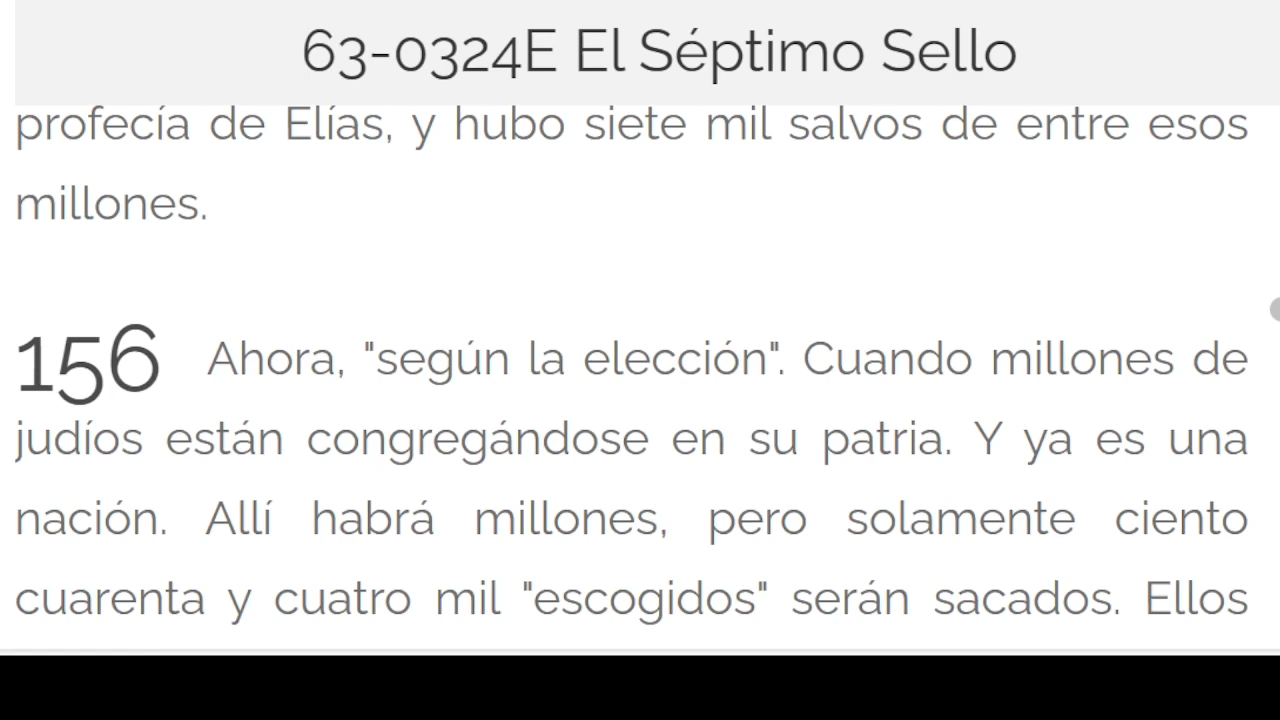 63-0324E El Séptimo Sello
profecía de Elías, y hubo siete mil salvos de entre esos
millones.
156 Ahora, "según la elección". Cuando millones de
judíos están congregándose en su patria. Y ya es una
nación. Allí habrá millones, pero solamente ciento
cuarenta y cuatro mil "escogidos" serán sacados. Ellos